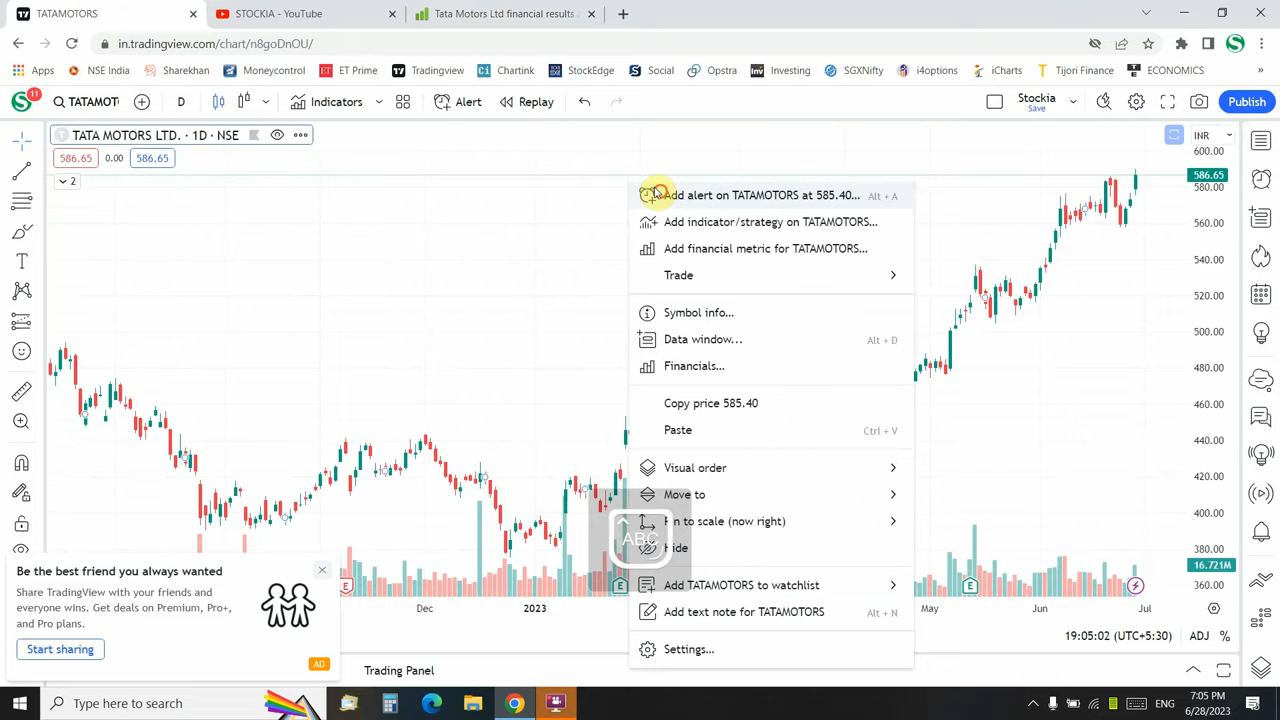 TATAMOTORS
STOCKIA - YouTube
Tata Motors Ltd financial results
in.tradingview.com/chart/n8goDnOU/
Apps NSE India Sharekhan Moneycontrol ET ET Prime Tradingview Ci Chartink StockEdge Social Opstra Inv Investing SGXNifty i4options iCharts Tijori Finance ECONOMICS »
11 TATAMOT D Indicators Alert Replay Stockia Save Publish
TATA MOTORS LTD. · 1D · NSE
INR
586.65 0.00 586.65
2
600.00
586.65
580.00
560.00
540.00
520.00
500.00
480.00
460.00
440.00
420.00
400.00
380.00
16.721M
360.00
Add alert on TATAMOTORS at 585.40... Alt + A
Add indicator/strategy on TATAMOTORS...
Add financial metric for TATAMOTORS...
Trade
Symbol info...
Data window... Alt + D
Financials...
Copy price 585.40
Paste Ctrl + V
Visual order
Move to
Pin to scale (now right)
Hide
Add TATAMOTORS to watchlist
Add text note for TATAMOTORS Alt + N
Settings...
ABC
E E E
Be the best friend you always wanted
Share TradingView with your friends and
everyone wins. Get deals on Premium, Pro+,
and Pro plans.
Start sharing
AD
Dec 2023 May Jun Jul
19:05:02 (UTC+5:30) ADJ %
Trading Panel
Type here to search
ENG
7:05 PM
6/28/2023